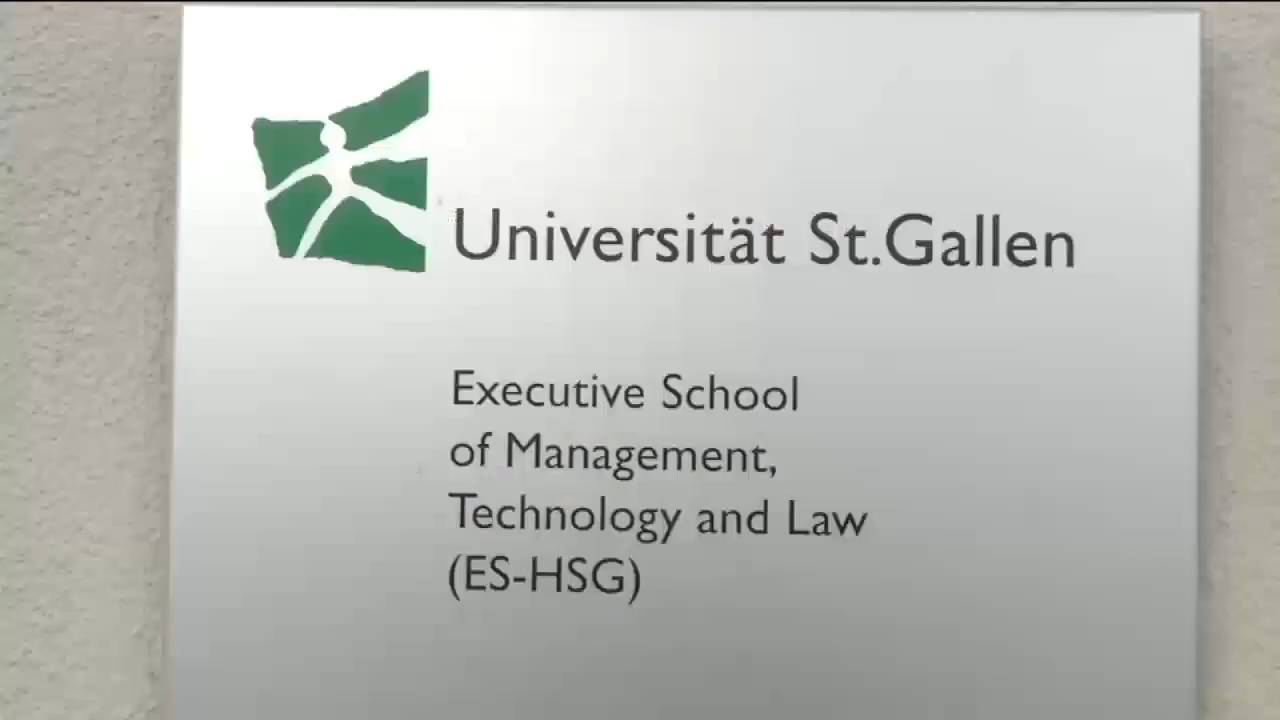 Universität St.Gallen
Executive School
of Management,
Technology and Law
(ES-HSG)